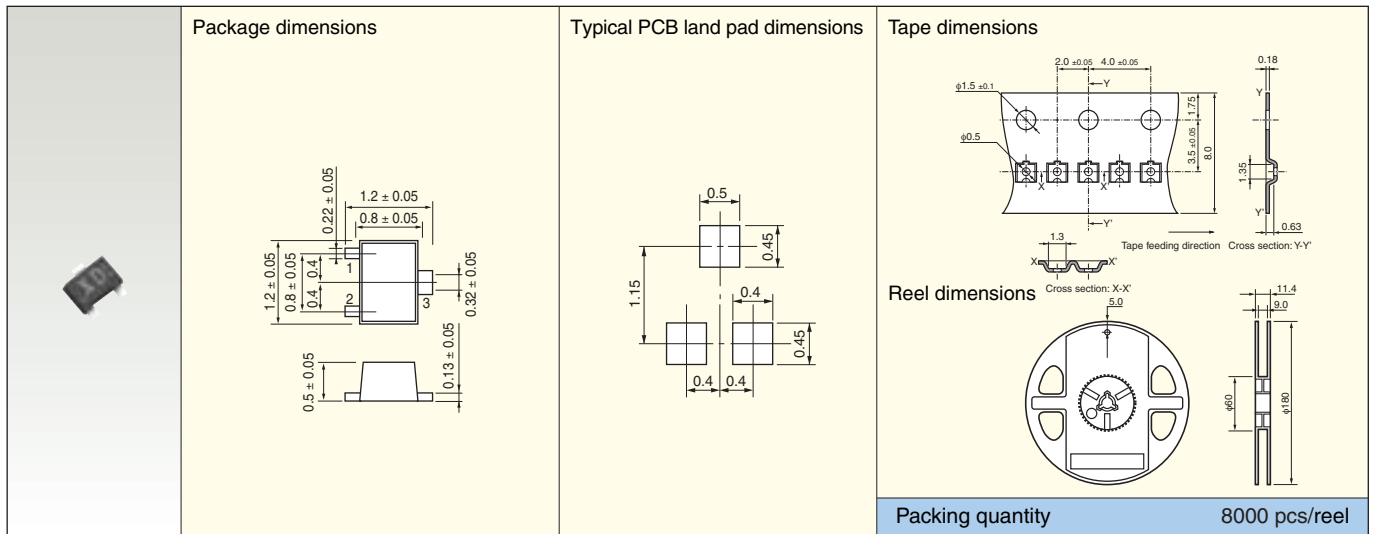 Package dimensions
1.2 ± 0.05
0.8 ± 0.05
0.22 ± 0.05
1.2 ± 0.05
0.8 ± 0.05
0.4
0.4
1
2
3
0.32 ± 0.05
0.5 ± 0.05
0.13 ± 0.05
Typical PCB land pad dimensions
0.5
0.45
1.15
0.4
0.45
0.4
0.4
Tape dimensions
2.0 ±0.05
4.0 ±0.05
0.18
Y
Y
φ1.5 ±0.1
1.75
φ0.5
3.5 ±0.05
8.0
1.35
X
X'
Y'
Y'
0.63
Tape feeding direction
Cross section: Y-Y'
1.3
X
X'
Cross section: X-X'
Reel dimensions
5.0
11.4
9.0
φ60
φ180
Packing quantity
8000 pcs/reel